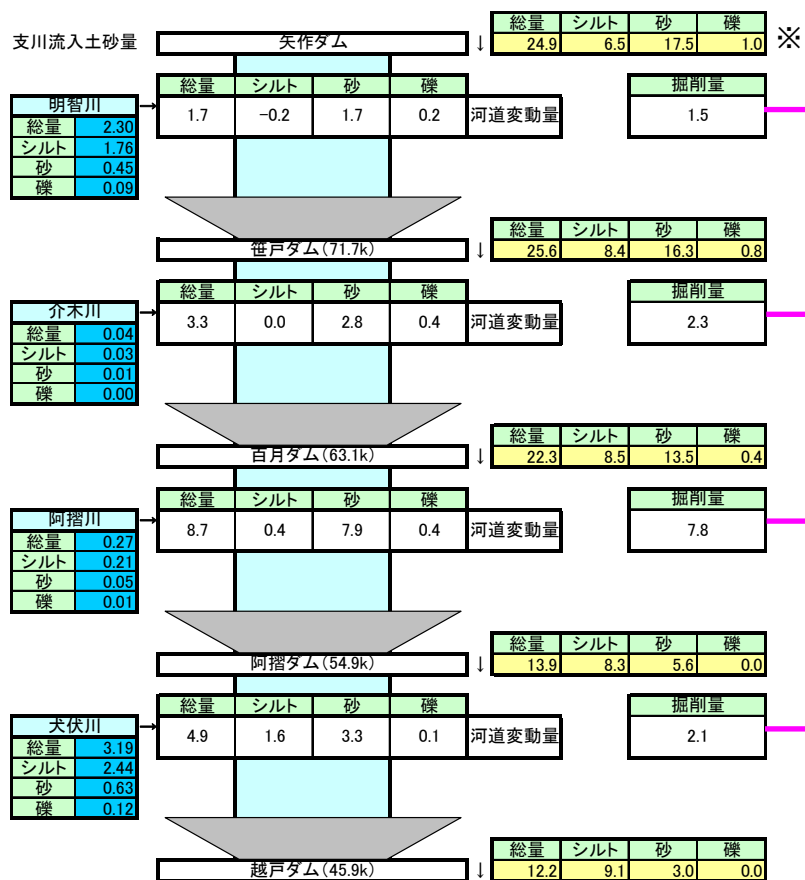 支川流入土砂量
矢作ダム
↓
総量 シルト 砂 礫
24.9 6.5 17.5 1.0
※
総量 シルト 砂 礫
1.7 −0.2 1.7 0.2 河道変動量
掘削量
1.5
明智川 →
総量 2.30
シルト 1.76
砂 0.45
礫 0.09
笹戸ダム(71.7k)
↓
総量 シルト 砂 礫
25.6 8.4 16.3 0.8
総量 シルト 砂 礫
3.3 0.0 2.8 0.4 河道変動量
掘削量
2.3
介木川 →
総量 0.04
シルト 0.03
砂 0.01
礫 0.00
百月ダム(63.1k)
↓
総量 シルト 砂 礫
22.3 8.5 13.5 0.4
総量 シルト 砂 礫
8.7 0.4 7.9 0.4 河道変動量
掘削量
7.8
阿摺川 →
総量 0.27
シルト 0.21
砂 0.05
礫 0.01
阿摺ダム(54.9k)
↓
総量 シルト 砂 礫
13.9 8.3 5.6 0.0
総量 シルト 砂 礫
4.9 1.6 3.3 0.1 河道変動量
掘削量
2.1
犬伏川 →
総量 3.19
シルト 2.44
砂 0.63
礫 0.12
越戸ダム(45.9k)
↓
総量 シルト 砂 礫
12.2 9.1 3.0 0.0